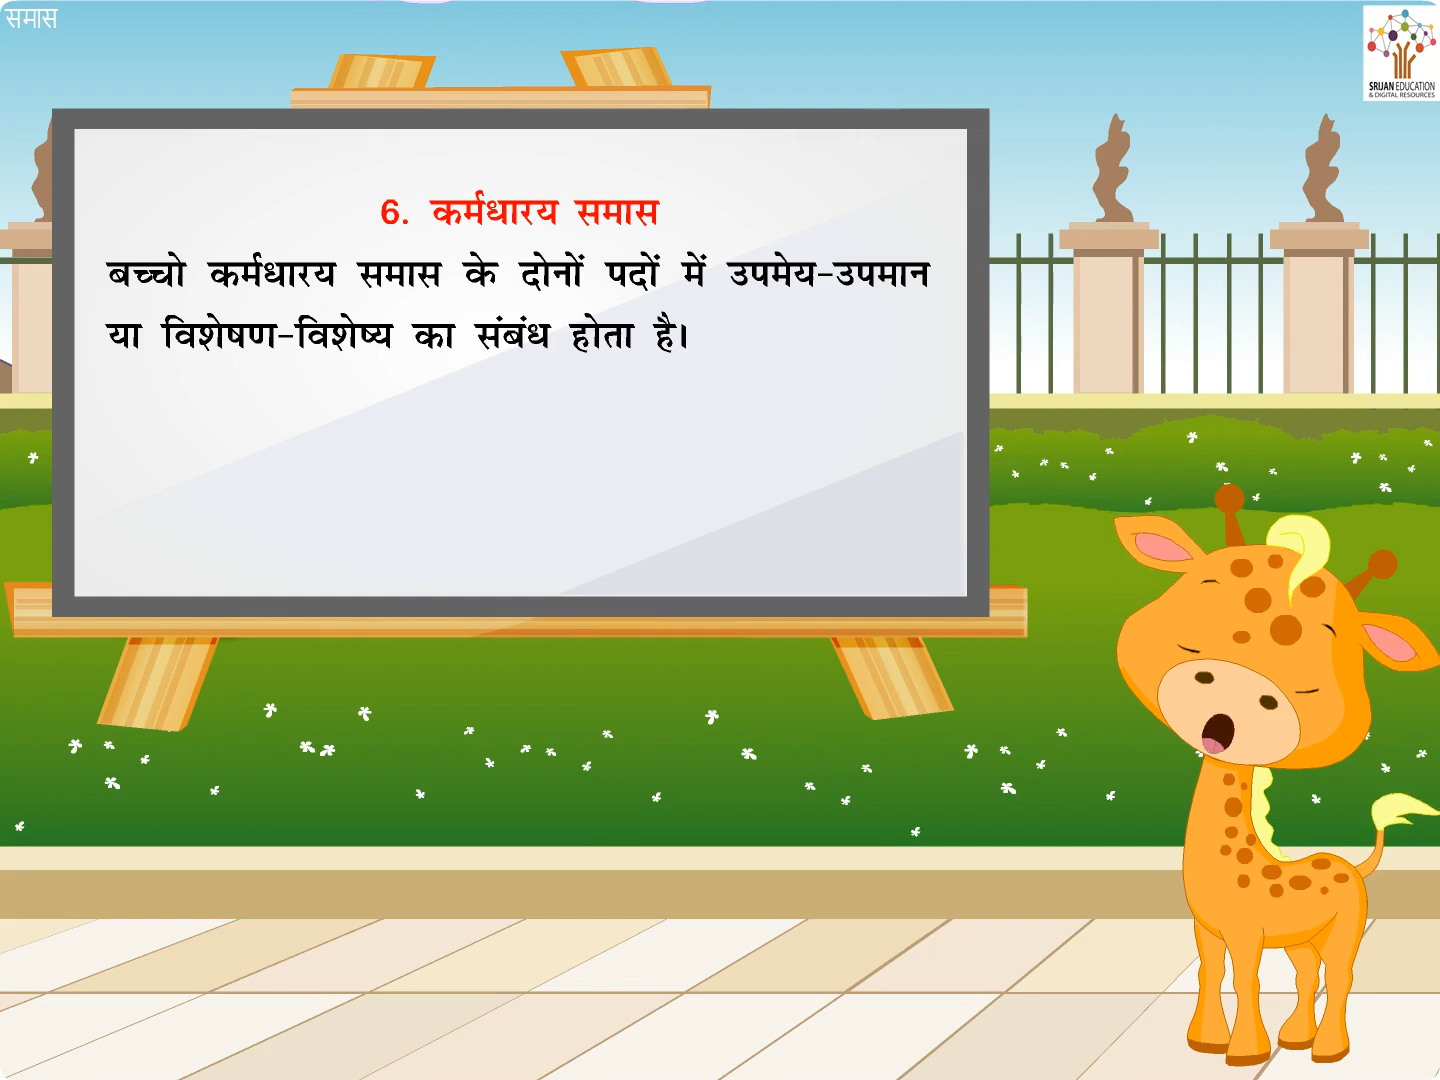 समास
SRIJAN EDUCATION
& DIGITAL RESOURCES
6. कर्मधारय समास
बच्चो कर्मधारय समास के दोनों पदों में उपमेय-उपमान
या विशेषण-विशेष्य का संबंध होता है।